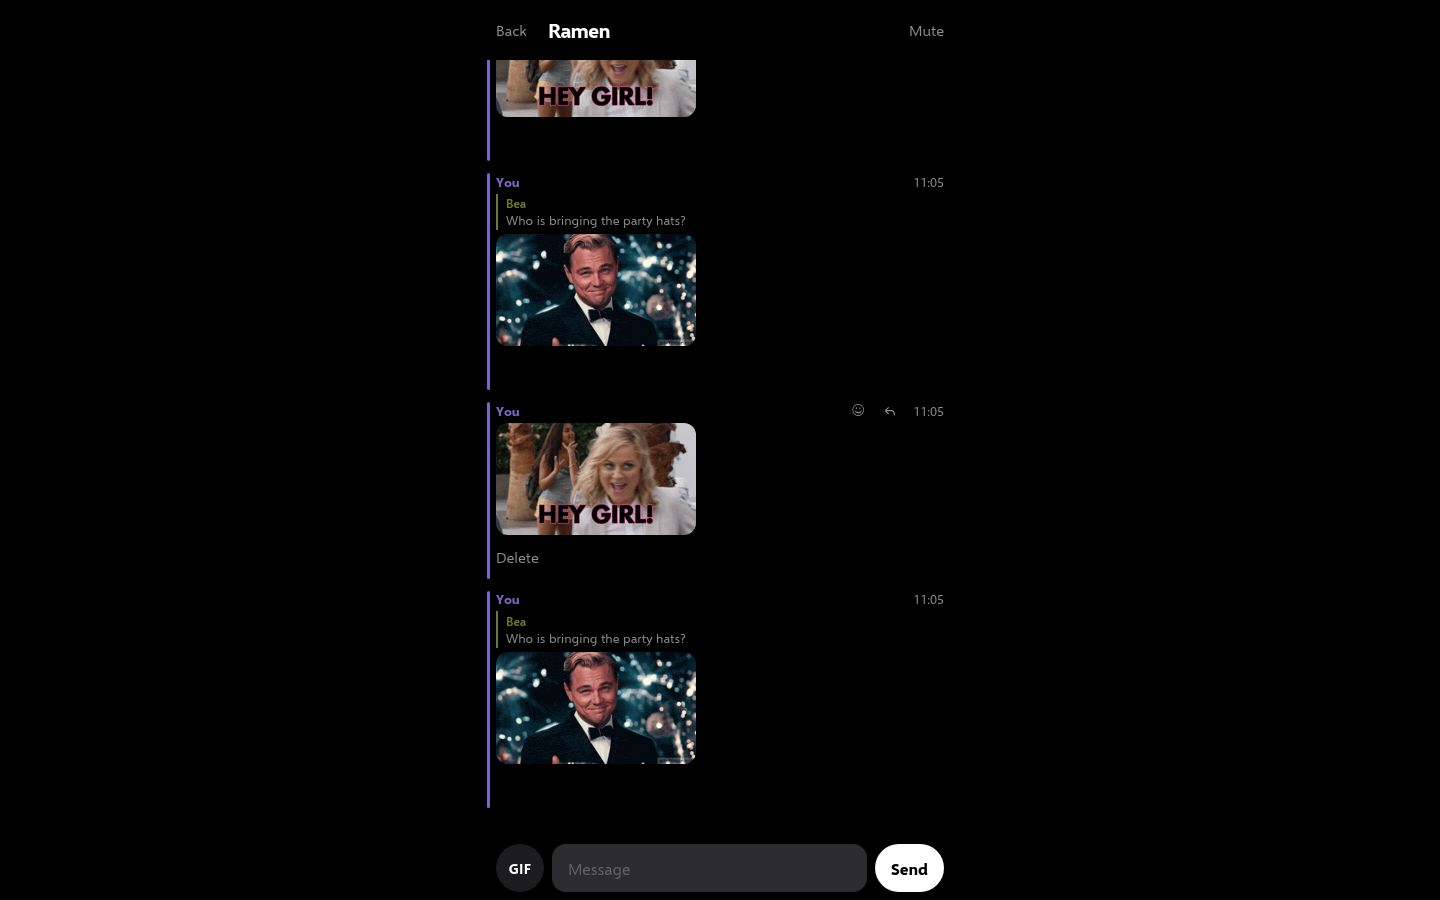 Back Ramen Mute
HEY GIRL!
You 11:05
Bea
Who is bringing the party hats?
You 11:05
HEY GIRL!
Delete
You 11:05
Bea
Who is bringing the party hats?
GIF Message Send